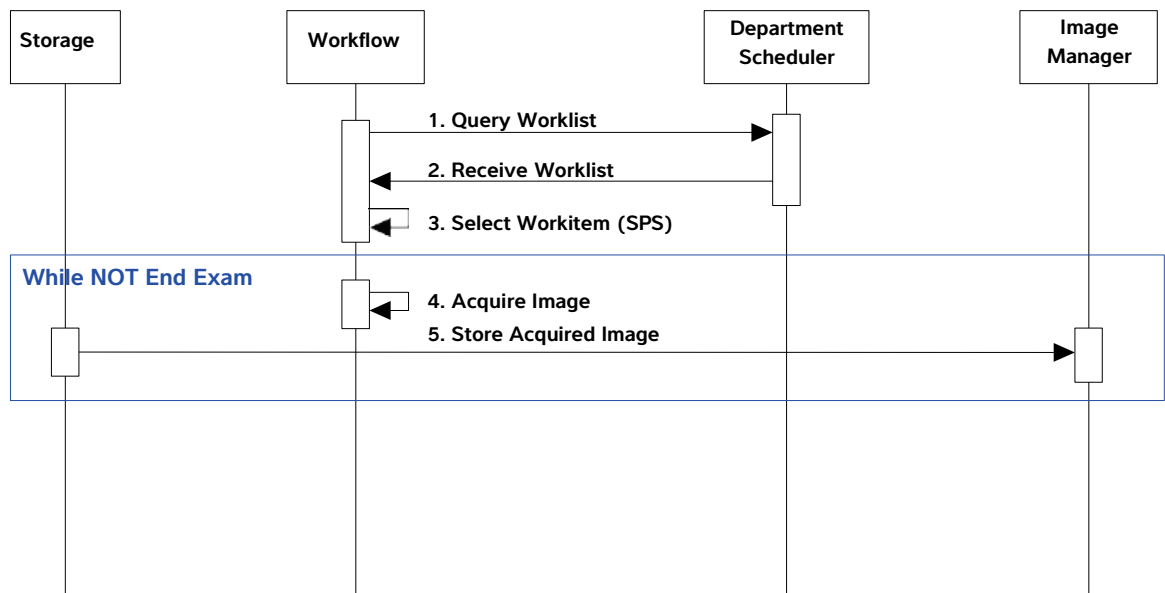 Storage
Workflow
Department
Scheduler
Image
Manager
1. Query Worklist
2. Receive Worklist
3. Select Workitem (SPS)
While NOT End Exam
4. Acquire Image
5. Store Acquired Image